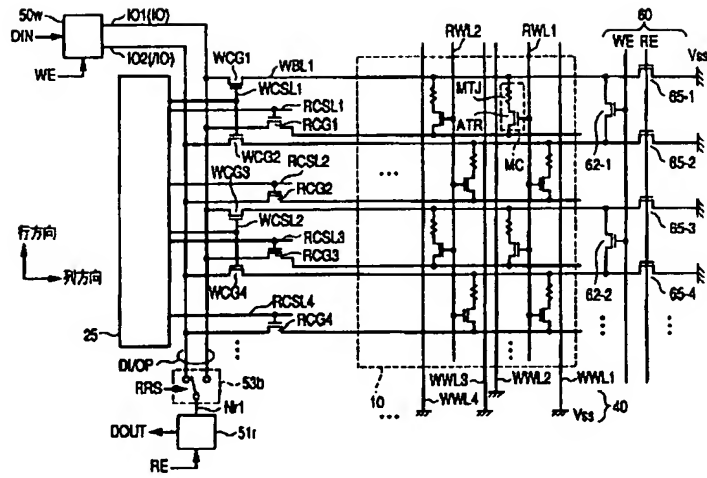 50w
IO1(IO)
IO2(/IO)
DIN
WE
WCG1
WBL1
WCSL1
RCSL1
RCG1
WCG2
WCG3
RCSL2
RCG2
WCSL2
RCSL3
RCG3
WCG4
RCSL4
RCG4
25
行方向
列方向
DI/OP
RRS
53b
Nr1
DOUT
51r
RE
RWL2
RWL1
MTJ
ATR
MC
...
10
...
WWL3
WWL4
WWL2
WWL1
Vss
40
60
WE
RE
Vss
65-1
62-1
65-2
65-3
62-2
65-4